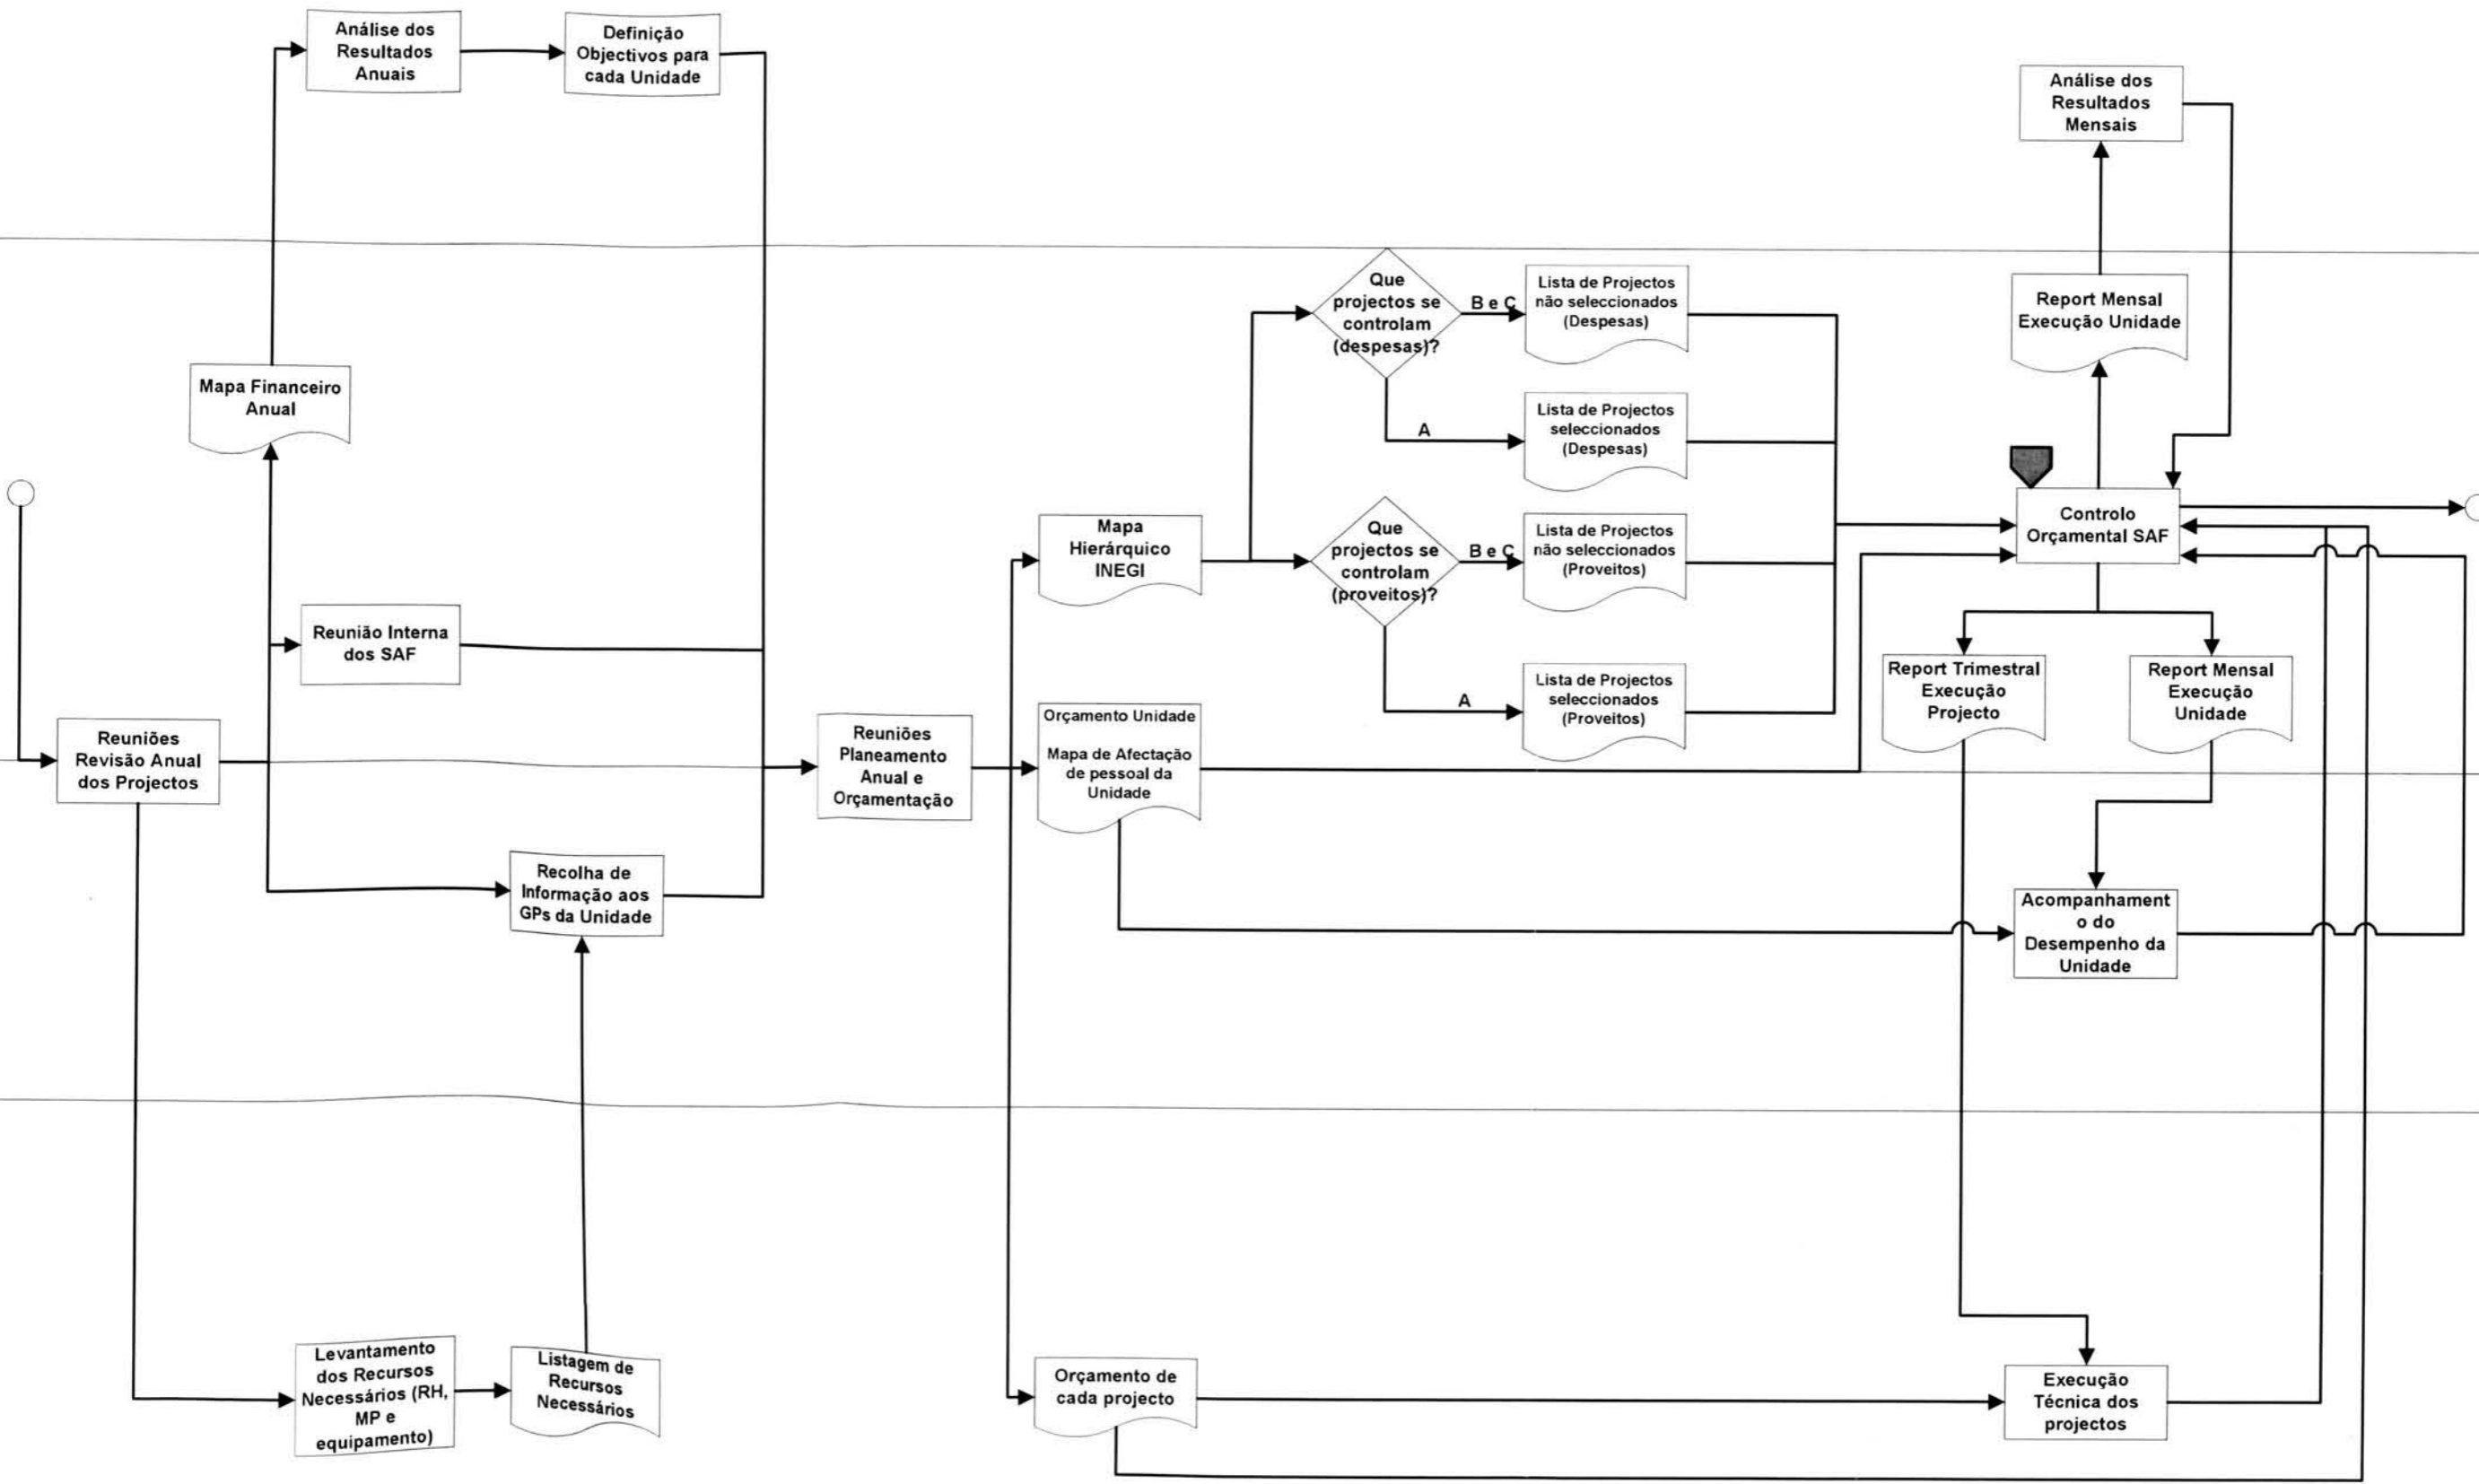 Análise dos
Resultados
Anuais
Definição
Objectivos para
cada Unidade
Análise dos
Resultados
Mensais
Mapa Financeiro
Anual
Reunião Interna
dos SAF
Reuniões
Revisão Anual
dos Projectos
Recolha de
Informação aos
GPs da Unidade
Levantamento
dos Recursos
Necessários (RH,
MP e
equipamento)
Listagem de
Recursos
Necessários
Reuniões
Planeamento
Anual e
Orçamentação
Mapa
Hierárquico
INEGI
Orçamento Unidade
Mapa de Afectação
de pessoal da
Unidade
Orçamento de
cada projecto
Que
projectos se
controlam
(despesas)?
B e C
A
Lista de Projectos
não seleccionados
(Despesas)
Lista de Projectos
seleccionados
(Despesas)
Que
projectos se
controlam
(proveitos)?
B e C
A
Lista de Projectos
não seleccionados
(Proveitos)
Lista de Projectos
seleccionados
(Proveitos)
Report Mensal
Execução Unidade
Controlo
Orçamental SAF
Report Trimestral
Execução
Projecto
Report Mensal
Execução
Unidade
Acompanhament
o do
Desempenho da
Unidade
Execução
Técnica dos
projectos